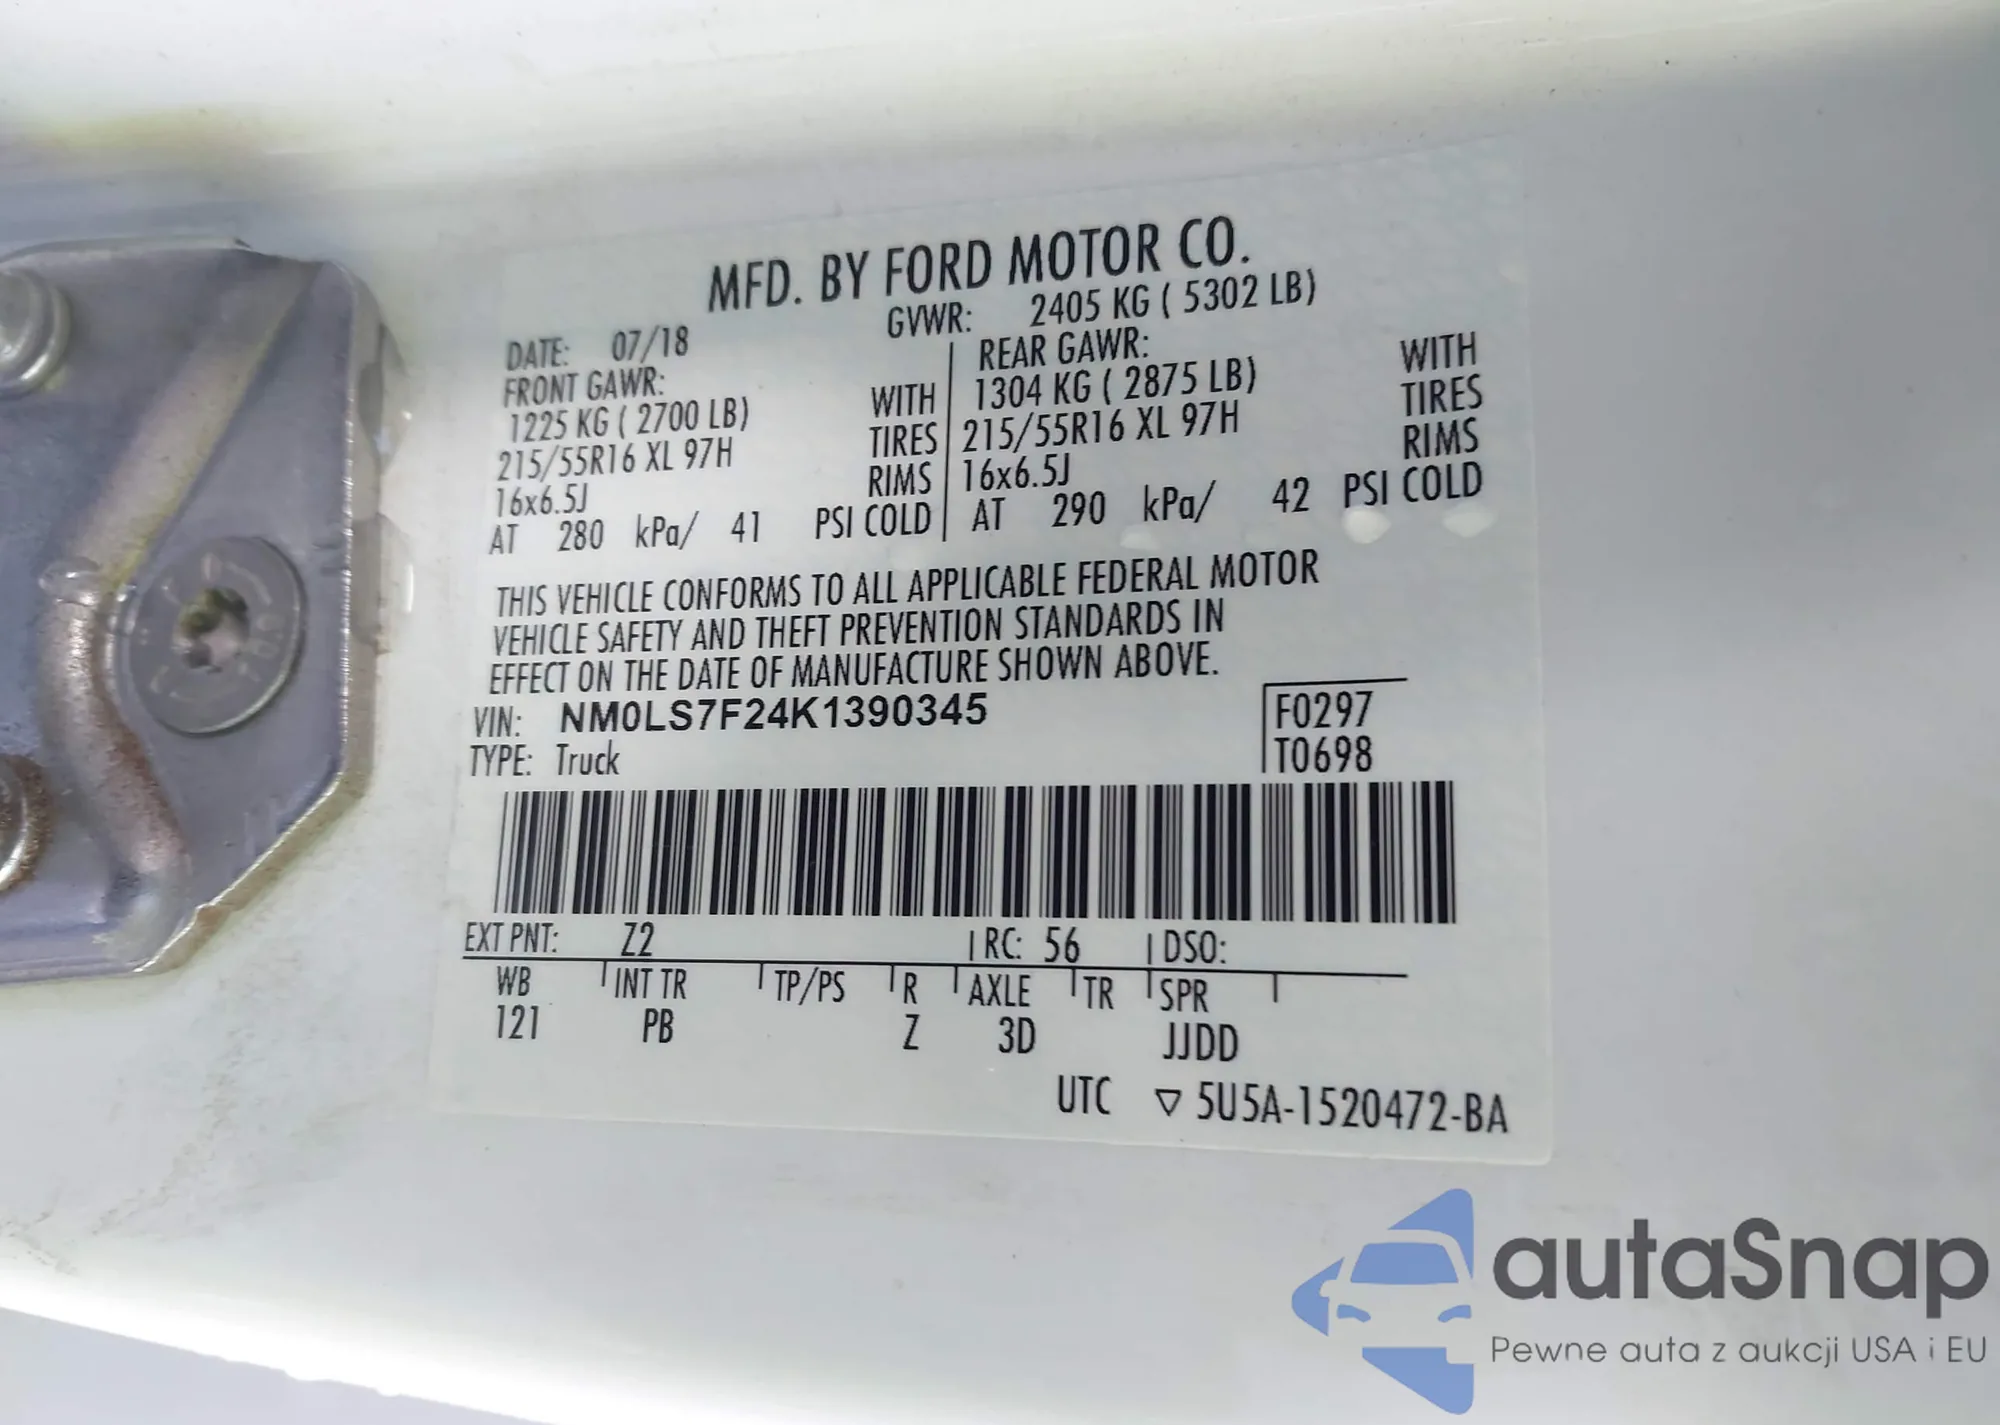 MFD. BY FORD MOTOR CO.
DATE: 07/18 GVWR: 2405 KG ( 5302 LB)
FRONT GAWR: REAR GAWR:
1225 KG ( 2700 LB) WITH 1304 KG ( 2875 LB) WITH
215/55R16 XL 97H TIRES 215/55R16 XL 97H TIRES
16x6.5J RIMS 16x6.5J RIMS
AT 280 kPa/ 41 PSI COLD AT 290 kPa/ 42 PSI COLD
THIS VEHICLE CONFORMS TO ALL APPLICABLE FEDERAL MOTOR
VEHICLE SAFETY AND THEFT PREVENTION STANDARDS IN
EFFECT ON THE DATE OF MANUFACTURE SHOWN ABOVE.
VIN: NM0LS7F24K1390345 F0297
TYPE: Truck T0698
EXT PNT: Z2 RC: 56 DSO:
WB INT TR TP/PS R AXLE TR SPR
121 PB Z 3D JJDD
UTC ▽ 5U5A-1520472-BA
autaSnap
Pewne auta z aukcji USA i EU